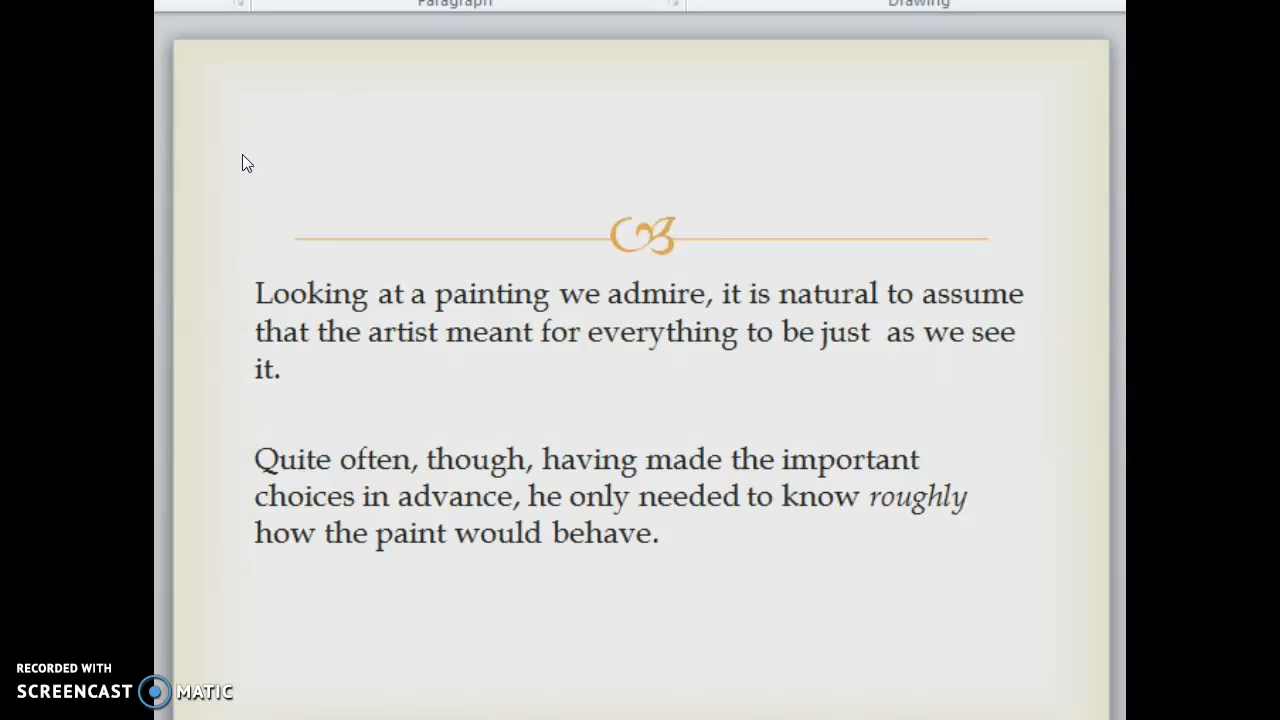 Paragraph
Drawing
Looking at a painting we admire, it is natural to assume
that the artist meant for everything to be just as we see
it.
Quite often, though, having made the important
choices in advance, he only needed to know roughly
how the paint would behave.
RECORDED WITH
SCREENCAST MATIC